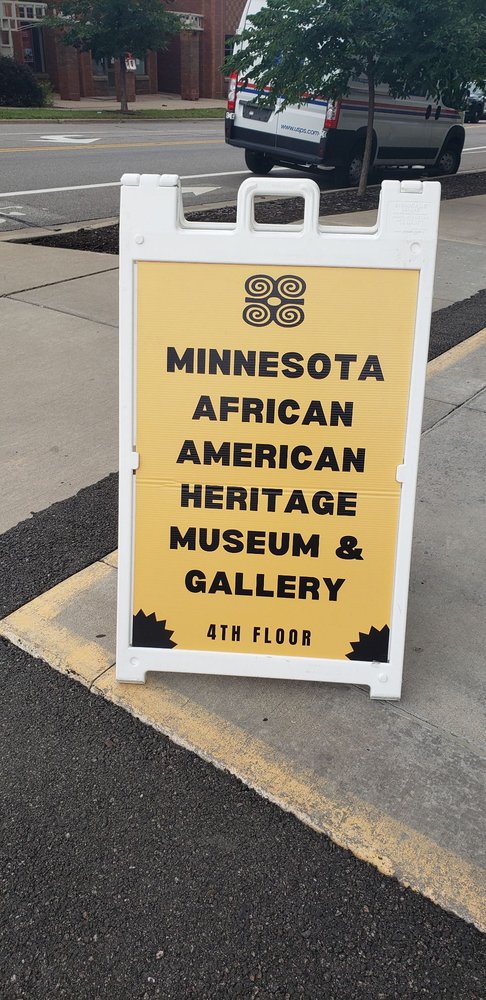 www.usps.com
MINNESOTA
AFRICAN
AMERICAN
HERITAGE
MUSEUM &
GALLERY
4TH FLOOR